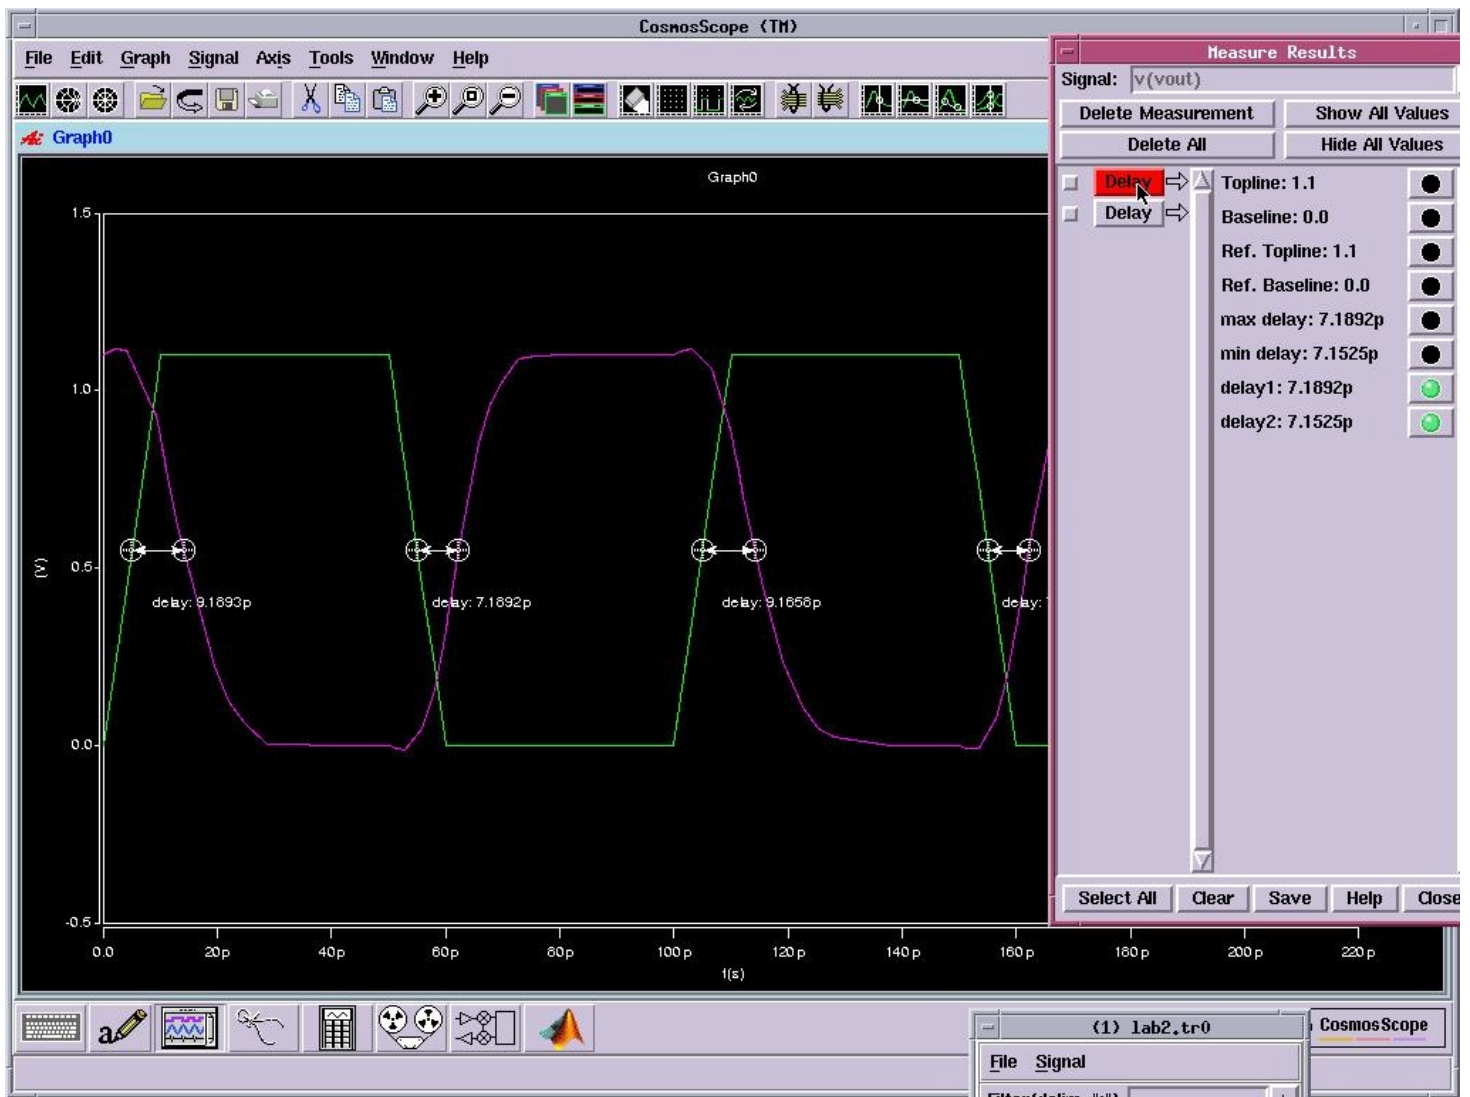 CosmosScope (TM)
File Edit Graph Signal Axis Tools Window Help
Graph0
Graph0
1.5
1.0
0.5
0.0
-0.5
(V)
delay: 9.1893p
delay: 7.1892p
delay: 9.1658p
delay:
0.0 20p 40p 60p 80p 100p 120p 140p 160p 180p 200p 220p
t(s)
Measure Results
Signal: v(vout)
Delete Measurement Show All Values
Delete All Hide All Values
Delay
Delay
Topline: 1.1
Baseline: 0.0
Ref. Topline: 1.1
Ref. Baseline: 0.0
max delay: 7.1892p
min delay: 7.1525p
delay1: 7.1892p
delay2: 7.1525p
Select All Clear Save Help Close
a
(1) lab2.tr0
File Signal
CosmosScope